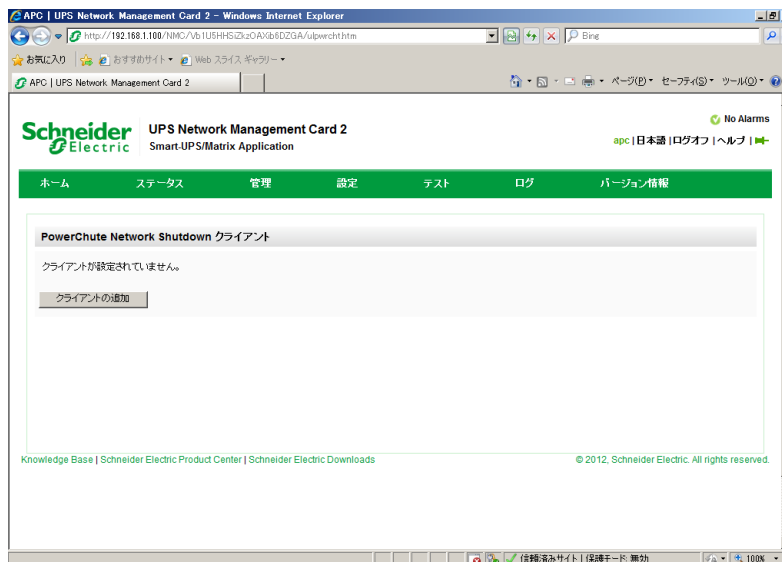 APC | UPS Network Management Card 2 - Windows Internet Explorer
http://192.168.1.100/NMC/Vb1U5HHSiZkzOAXib6DZGA/ulpwrcht.htm
Bing
お気に入り おすすめサイト Web スライス ギャラリー
APC | UPS Network Management Card 2
ページ(P) セーフティ(S) ツール(O)
No Alarms
Schneider Electric
UPS Network Management Card 2
Smart-UPS/Matrix Application
apc | 日本語 | ログオフ | ヘルプ |
ホーム ステータス 管理 設定 テスト ログ バージョン情報
PowerChute Network Shutdown クライアント
クライアントが設定されていません。
クライアントの追加
Knowledge Base | Schneider Electric Product Center | Schneider Electric Downloads
© 2012, Schneider Electric. All rights reserved.
信頼済みサイト | 保護モード: 無効
100%